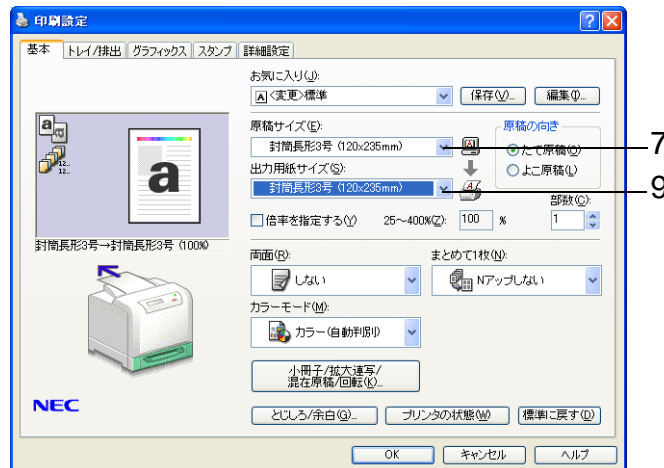 印刷設定
基本 トレイ/排出 グラフィックス スタンプ 詳細設定
お気に入り(J):
<変更>標準 保存(V)... 編集(I)...
原稿サイズ(E): 原稿の向き
封筒長形3号 (120x235mm) たて原稿(O) 7
出力用紙サイズ(S): よこ原稿(L)
封筒長形3号 (120x235mm) 9
部数(C):
倍率を指定する(Y) 25～400%(Z): 100 % 1
封筒長形3号→封筒長形3号 (100%)
両面(R): まとめて1枚(N):
しない Nアップしない
カラーモード(M):
カラー(自動判別)
小冊子/拡大連写/
混在原稿/回転(K)...
NEC
とじしろ/余白(G)... プリンタの状態(W) 標準に戻す(D)
OK キャンセル ヘルプ